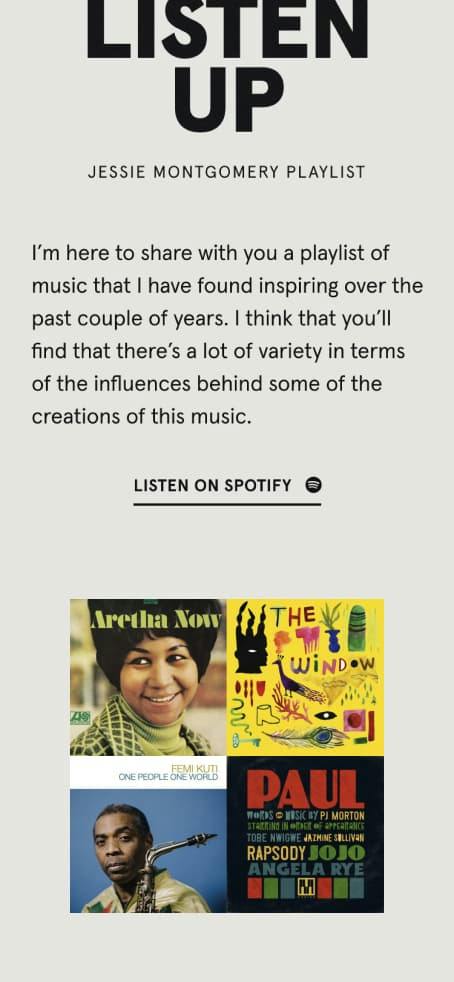 LISTEN
UP
JESSIE MONTGOMERY PLAYLIST
I’m here to share with you a playlist of
music that I have found inspiring over the
past couple of years. I think that you’ll
find that there’s a lot of variety in terms
of the influences behind some of the
creations of this music.
LISTEN ON SPOTIFY
Aretha Now
THE
WINDOW
FEMI KUTI
ONE PEOPLE ONE WORLD
PAUL
WORDS AND MUSIC BY PJ MORTON
STARRING IN ORDER OF APPEARANCE
TOBE NWIGWE JAZMINE SULLIVAN
RAPSODY JOJO
ANGELA RYE